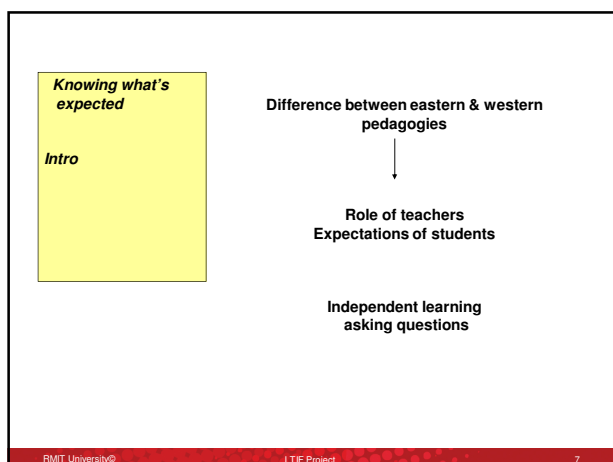 Knowing what's
expected
Intro
Difference between eastern & western
pedagogies
Role of teachers
Expectations of students
Independent learning
asking questions
RMIT University©
LTIF Project
7